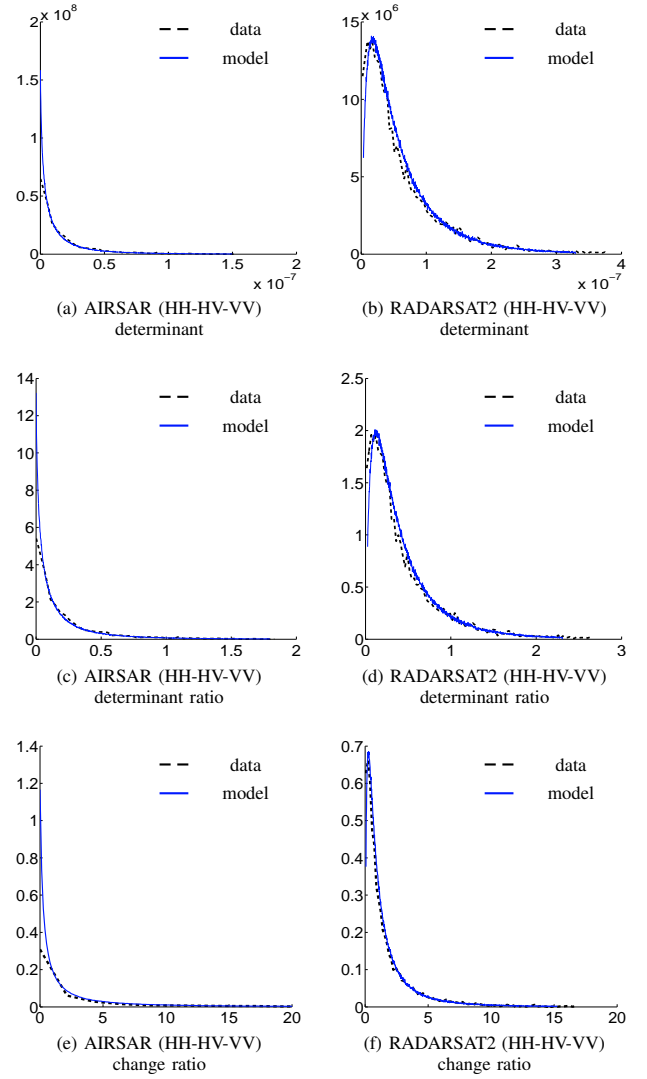 x 10^8
data
model
2
1.5
1
0.5
0
0 0.5 1 1.5 2
x 10^-7
(a) AIRSAR (HH-HV-VV)
determinant
x 10^6
data
model
15
10
5
0
0 1 2 3 4
x 10^-7
(b) RADARSAT2 (HH-HV-VV)
determinant
data
model
14
12
10
8
6
4
2
0
0 0.5 1 1.5 2
(c) AIRSAR (HH-HV-VV)
determinant ratio
data
model
2.5
2
1.5
1
0.5
0
0 1 2 3
(d) RADARSAT2 (HH-HV-VV)
determinant ratio
data
model
1.4
1.2
1
0.8
0.6
0.4
0.2
0
0 5 10 15 20
(e) AIRSAR (HH-HV-VV)
change ratio
data
model
0.7
0.6
0.5
0.4
0.3
0.2
0.1
0
0 5 10 15 20
(f) RADARSAT2 (HH-HV-VV)
change ratio